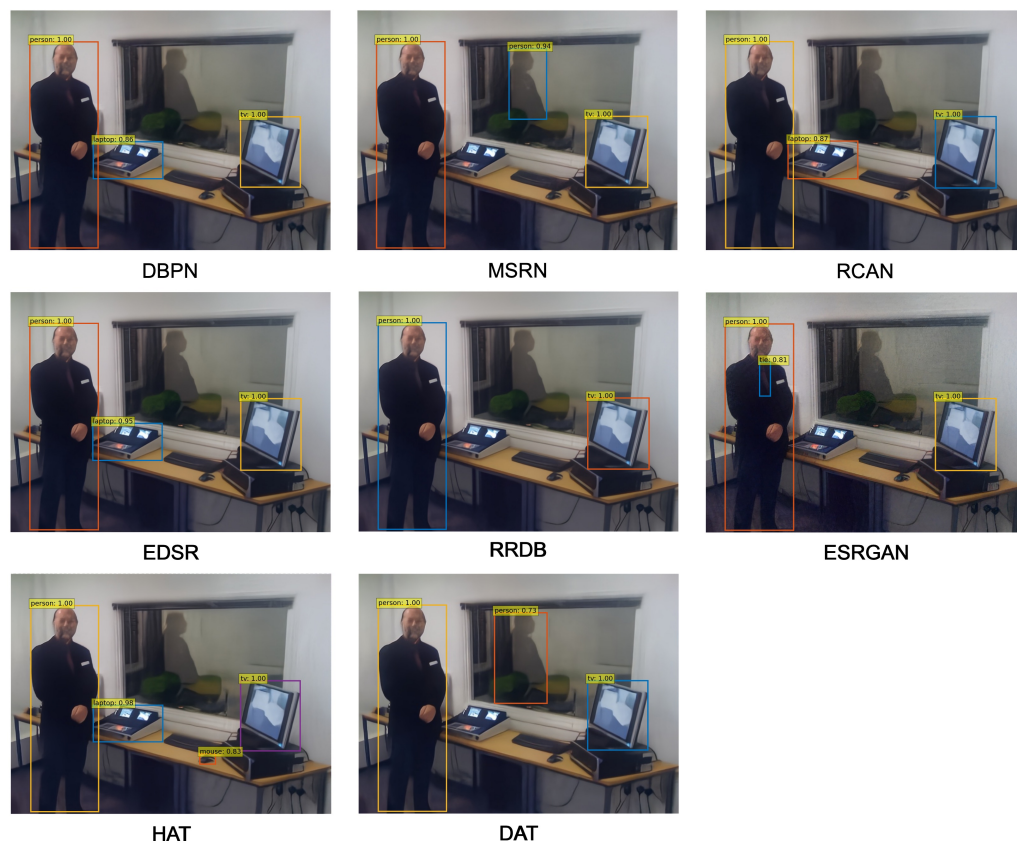 person: 1.00
laptop: 0.86
tv: 1.00
DBPN
person: 1.00
person: 0.94
tv: 1.00
MSRN
person: 1.00
laptop: 0.87
tv: 1.00
RCAN
person: 1.00
laptop: 0.95
tv: 1.00
EDSR
person: 1.00
tv: 1.00
RRDB
person: 1.00
tie: 0.81
tv: 1.00
ESRGAN
person: 1.00
laptop: 0.98
tv: 1.00
mouse: 0.83
HAT
person: 1.00
person: 0.73
tv: 1.00
DAT